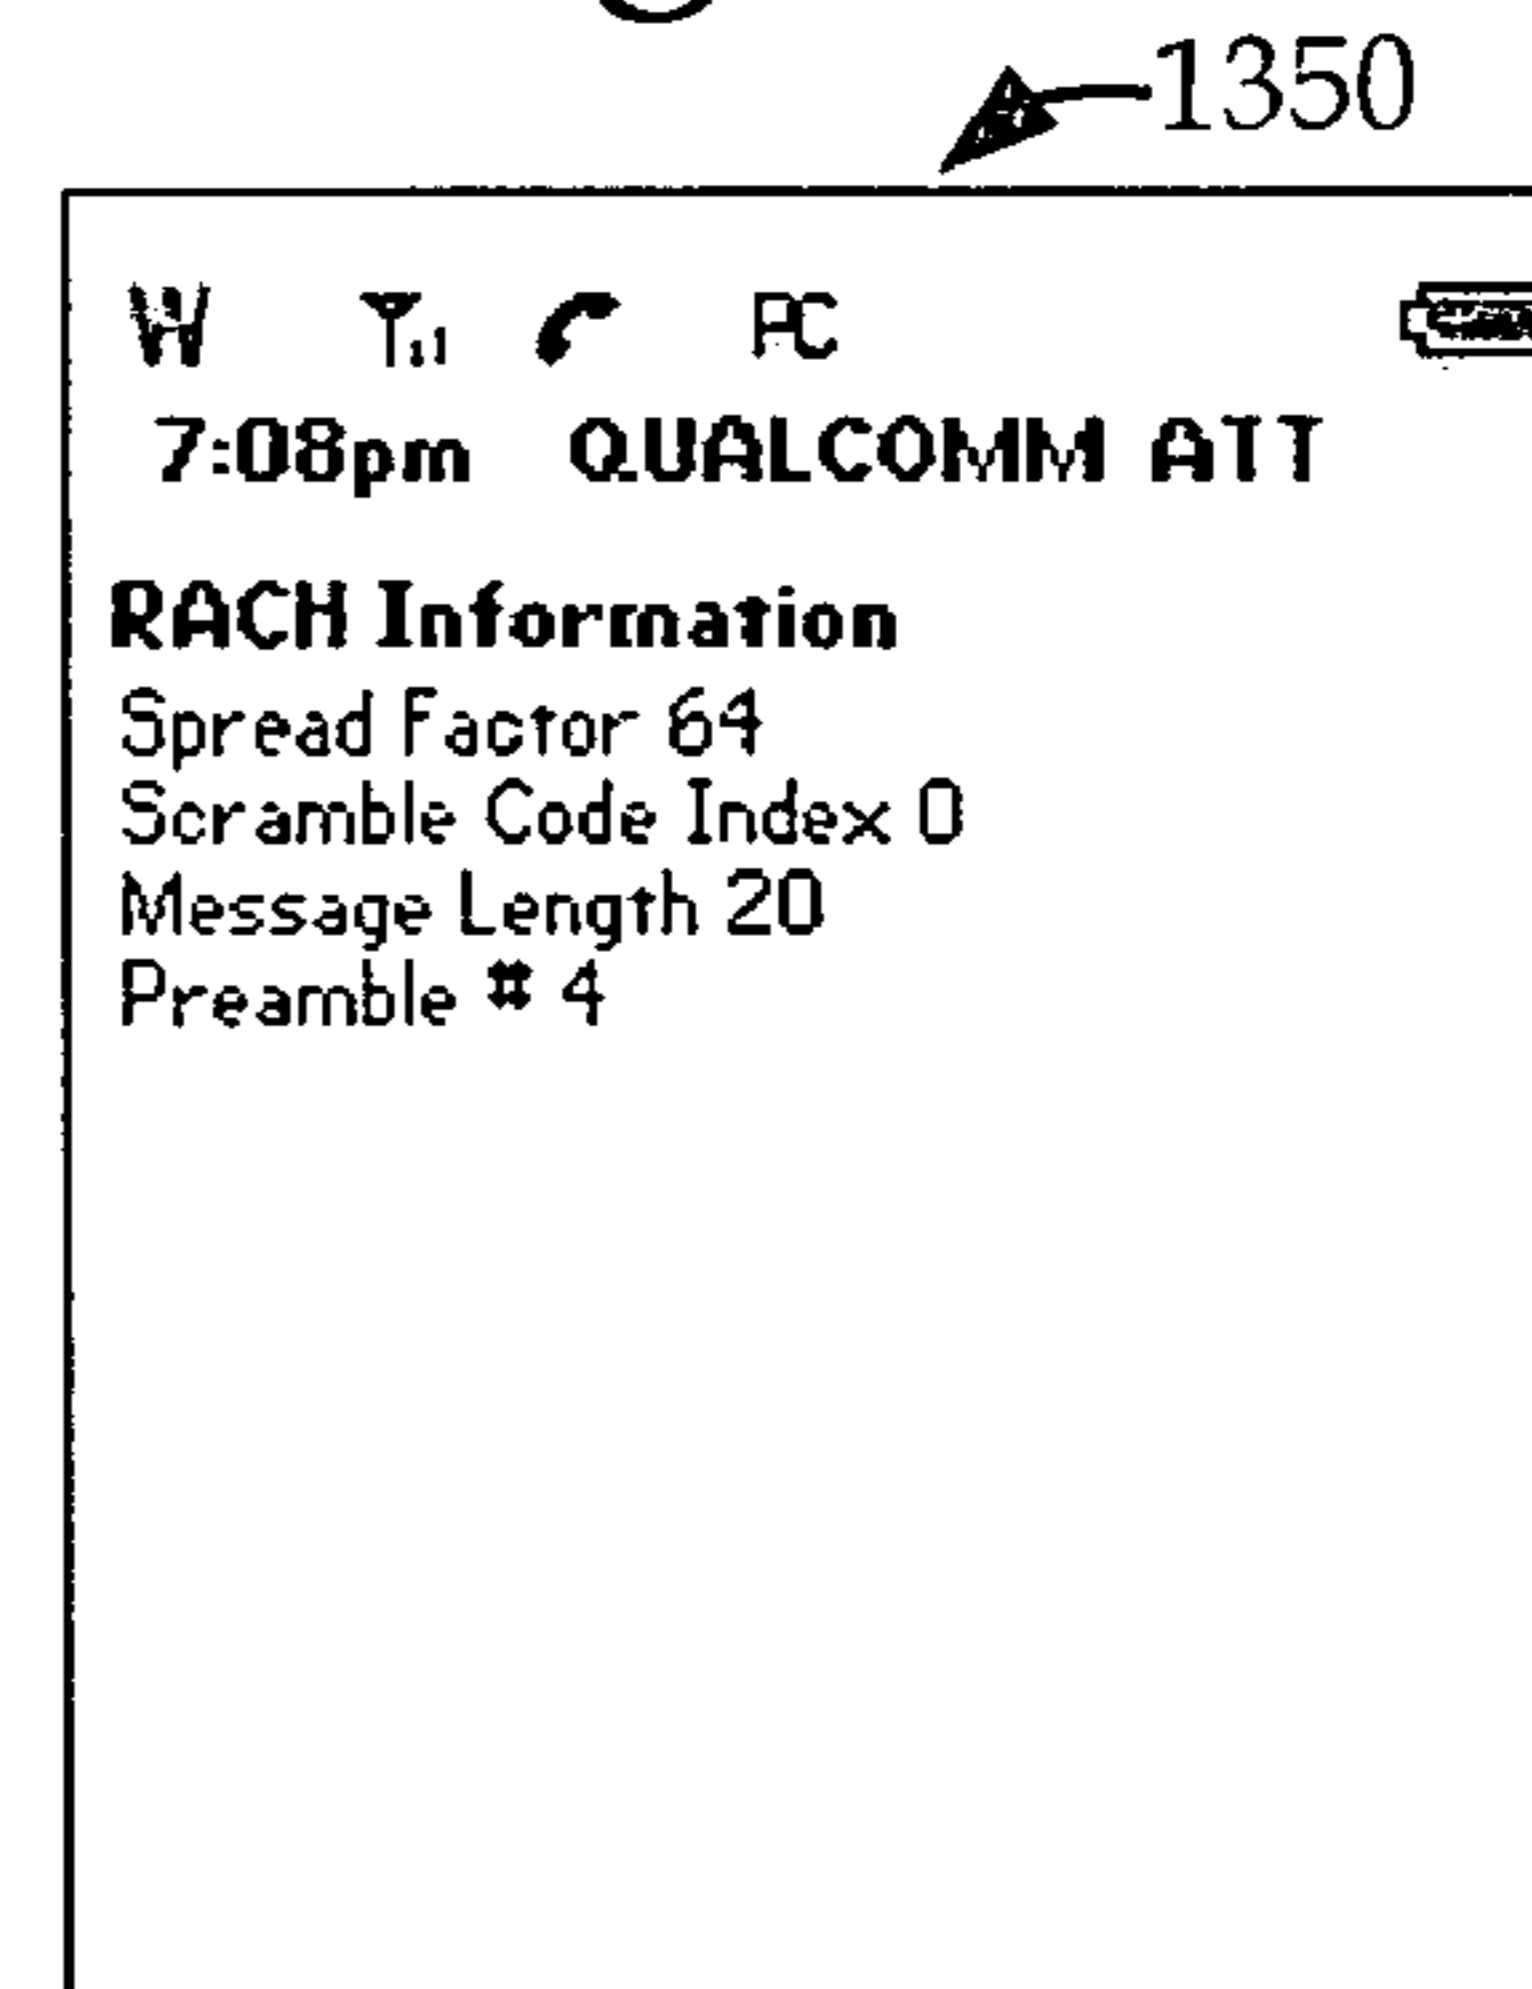 1350
W PC
7:08pm QUALCOMM ATT
RACH Information
Spread Factor 64
Scramble Code Index 0
Message Length 20
Preamble # 4